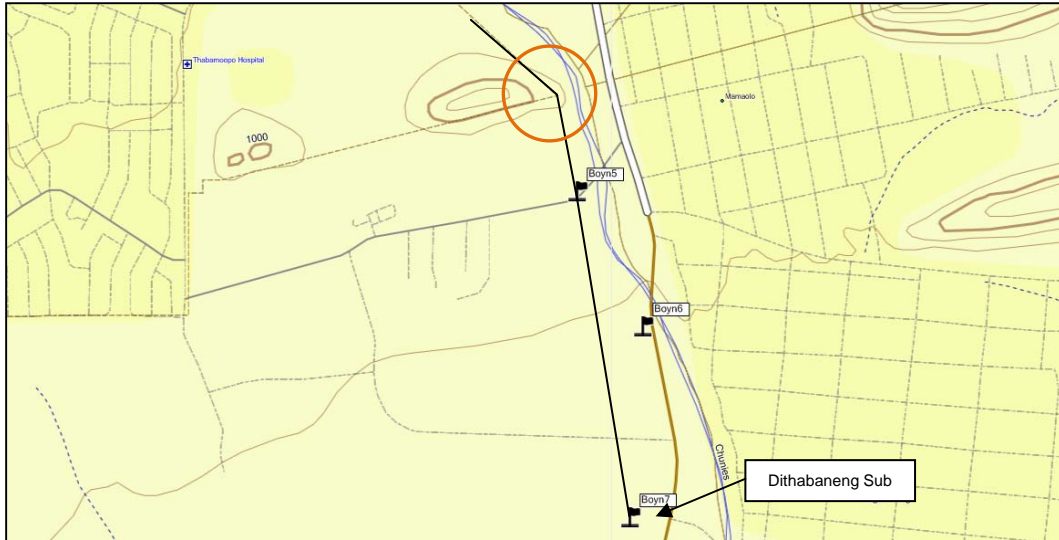 Thabamoopo Hospital
Mamaolo
1000
Boyn5
Boyn6
Chunies
Dithabaneng Sub
Boyn7